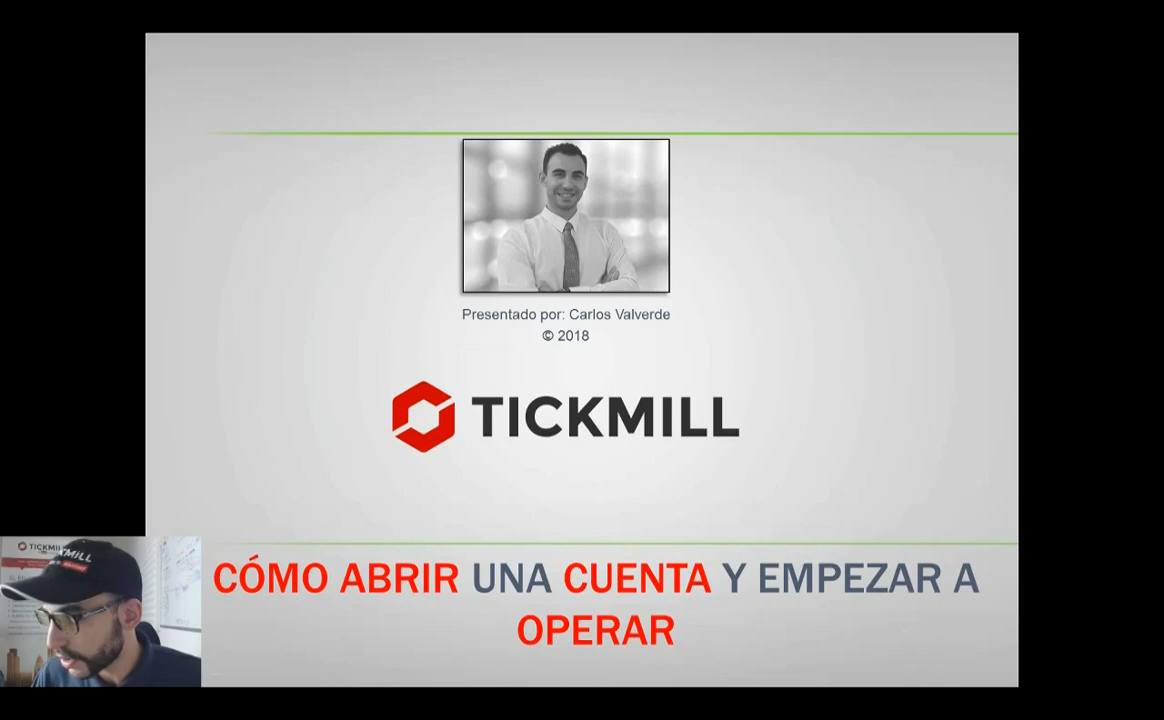 Presentado por: Carlos Valverde
© 2018
TICKMILL
CÓMO ABRIR UNA CUENTA Y EMPEZAR A
OPERAR